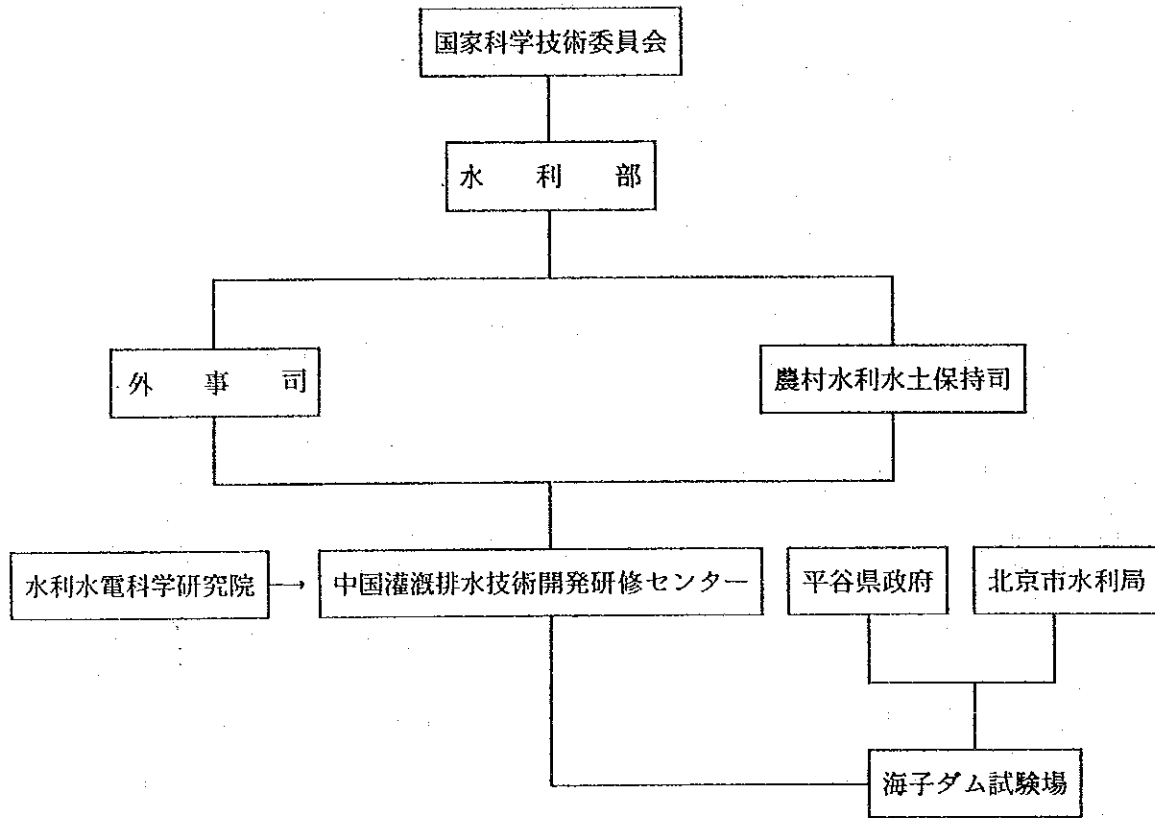 国家科学技術委員会
水利部
外事司
農村水利水土保持司
水利水電科学研究院
中国灌漑排水技術開発研修センター
平谷県政府
北京市水利局
海子ダム試験場